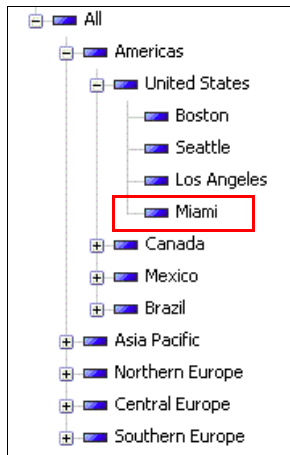 All
Americas
United States
Boston
Seattle
Los Angeles
Miami
Canada
Mexico
Brazil
Asia Pacific
Northern Europe
Central Europe
Southern Europe